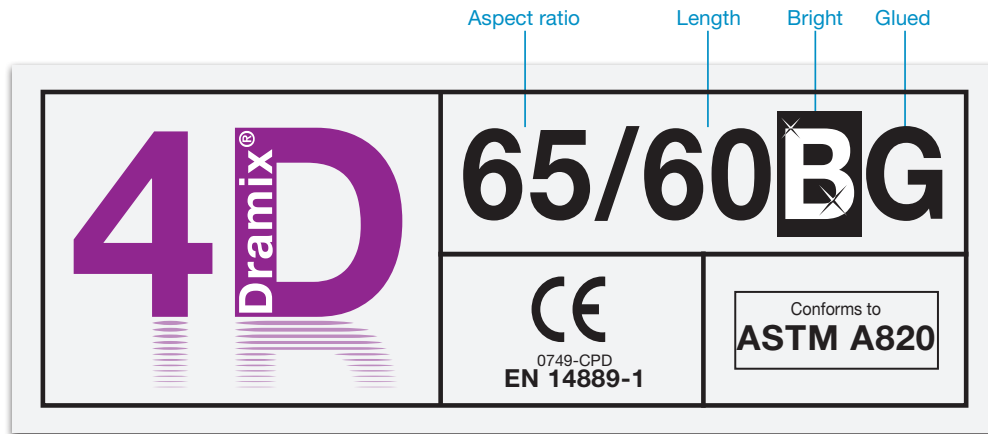 Aspect ratio Length Bright Glued
4D Dramix®
65/60BG
CE
0749-CPD
EN 14889-1
Conforms to
ASTM A820